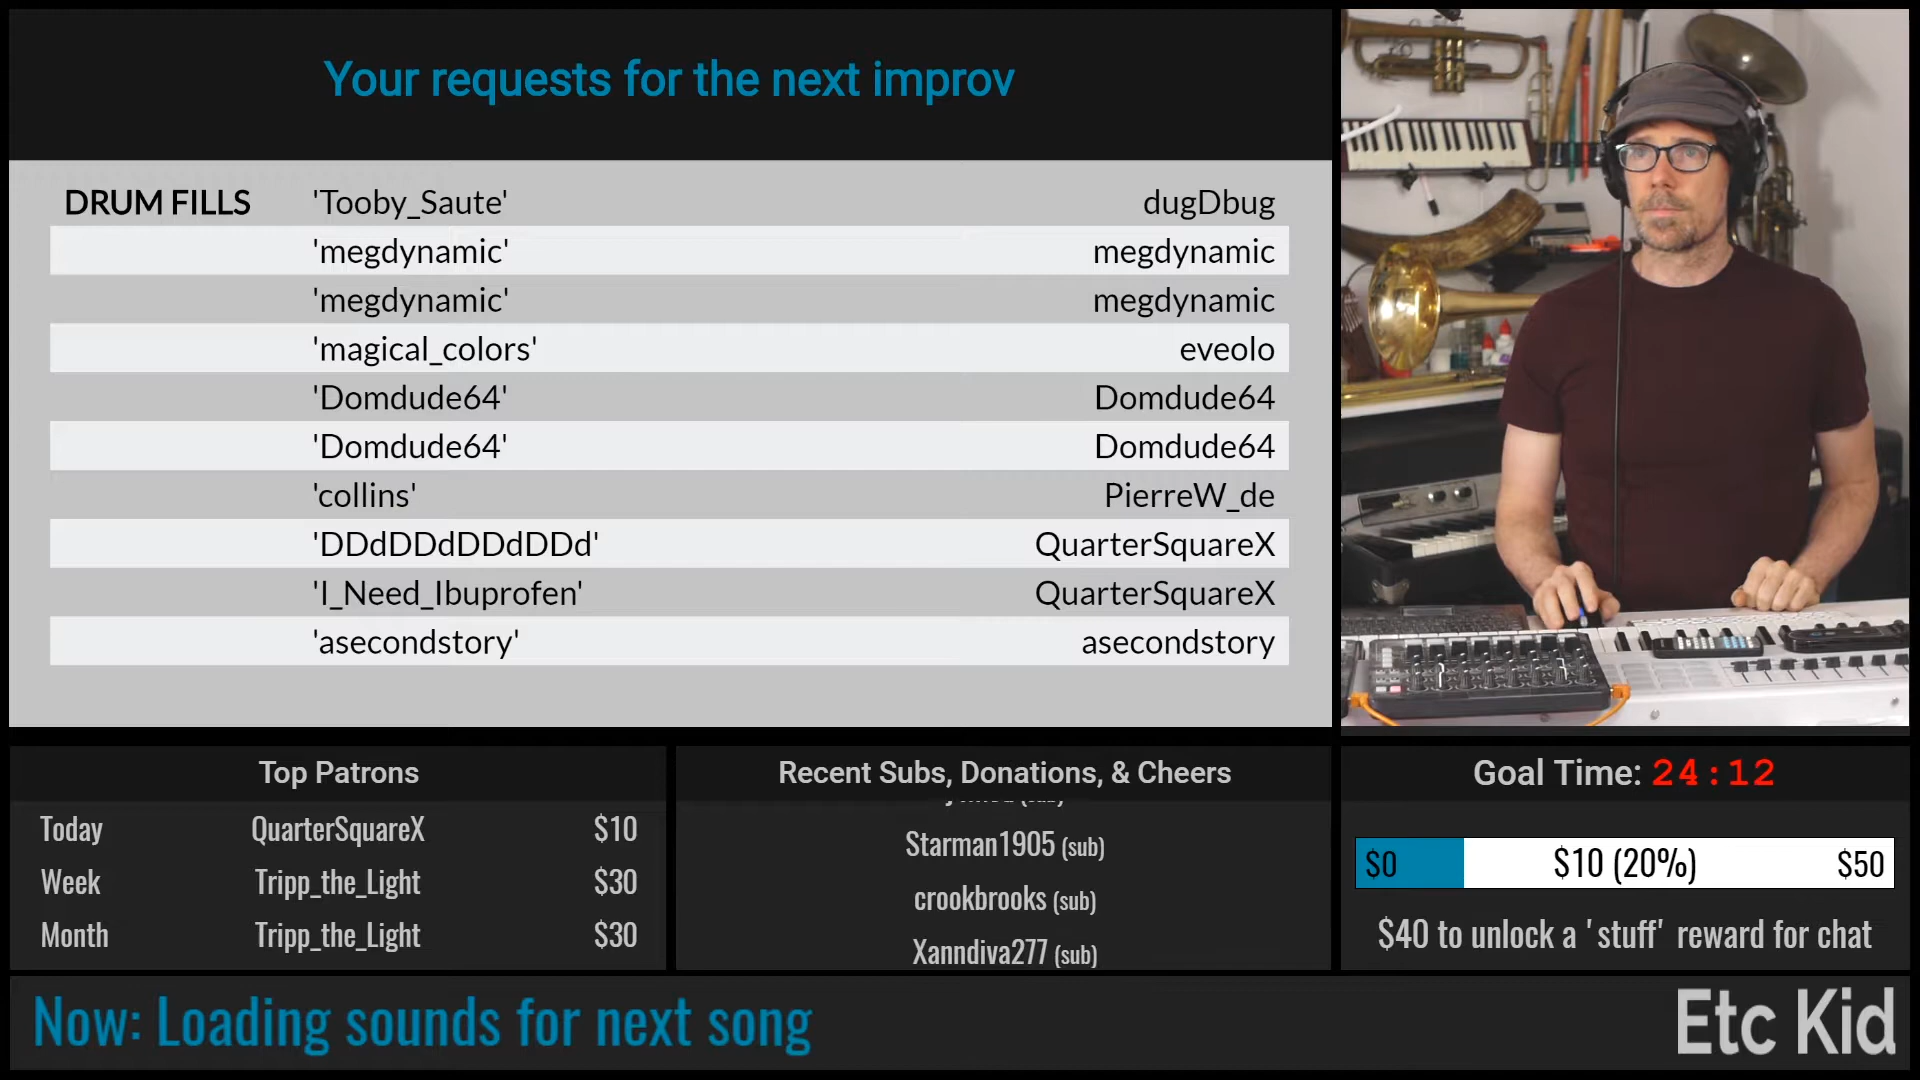 Your requests for the next improv
DRUM FILLS 'Tooby_Saute' dugDbug
'megdynamic' megdynamic
'megdynamic' megdynamic
'magical_colors' eveolo
'Domdude64' Domdude64
'Domdude64' Domdude64
'collins' PierreW_de
'DDdDDdDDdDDd' QuarterSquareX
'I_Need_Ibuprofen' QuarterSquareX
'asecondstory' asecondstory
Top Patrons
Today QuarterSquareX $10
Week Tripp_the_Light $30
Month Tripp_the_Light $30
Recent Subs, Donations, & Cheers
Starman1905 (sub)
crookbrooks (sub)
Xanndiva277 (sub)
Goal Time: 24:12
$0 $10 (20%) $50
$40 to unlock a 'stuff' reward for chat
Now: Loading sounds for next song
Etc Kid